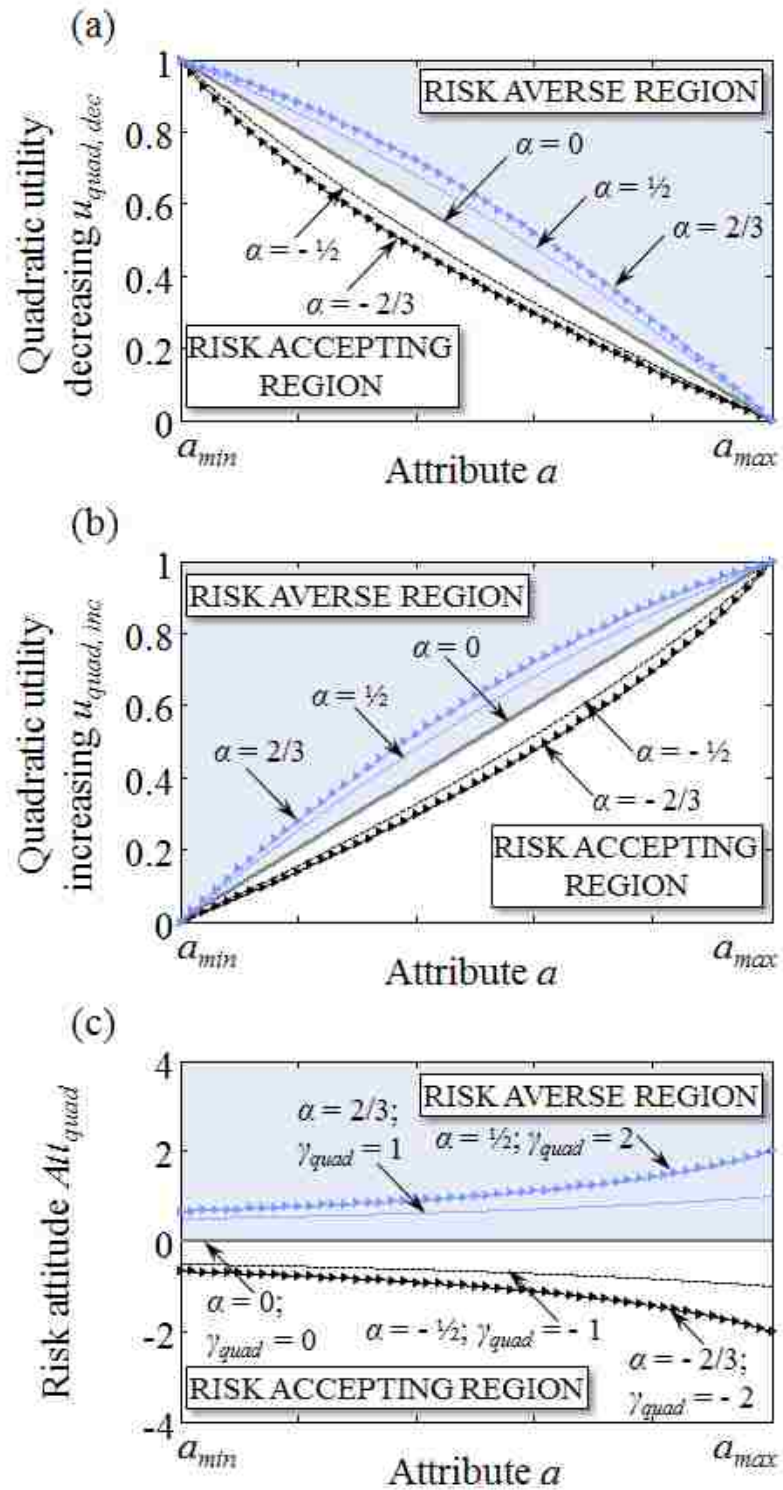 (a)
Quadratic utility
decreasing u_quad, dec
1
0.8
0.6
0.4
0.2
0
RISK AVERSE REGION
α = 0
α = ½
α = 2/3
α = - ½
α = - 2/3
RISK ACCEPTING
REGION
a_min
Attribute a
a_max
(b)
Quadratic utility
increasing u_quad, inc
1
0.8
0.6
0.4
0.2
0
RISK AVERSE REGION
α = 0
α = ½
α = 2/3
α = - ½
α = - 2/3
RISK ACCEPTING
REGION
a_min
Attribute a
a_max
(c)
Risk attitude Att_quad
4
2
0
-2
-4
RISK AVERSE REGION
α = 2/3;
γ_quad = 1
α = ½; γ_quad = 2
α = 0;
γ_quad = 0
α = - ½; γ_quad = - 1
α = - 2/3;
γ_quad = - 2
RISK ACCEPTING REGION
a_min
Attribute a
a_max